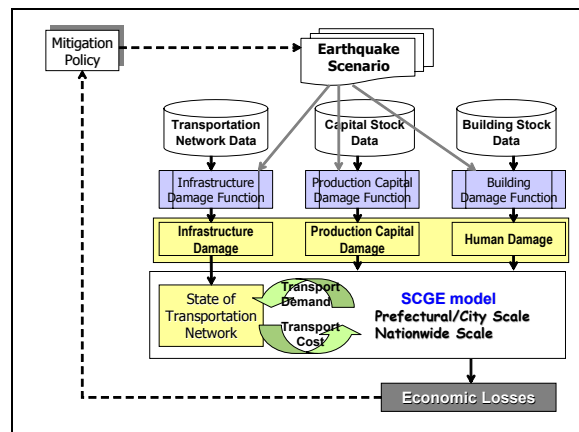 Mitigation
Policy
Earthquake
Scenario
Transportation
Network Data
Capital Stock
Data
Building Stock
Data
Infrastructure
Damage Function
Production Capital
Damage Function
Building
Damage Function
Infrastructure
Damage
Production Capital
Damage
Human Damage
State of
Transportation
Network
Transport
Demand
Transport
Cost
SCGE model
Prefectural/City Scale
Nationwide Scale
Economic Losses